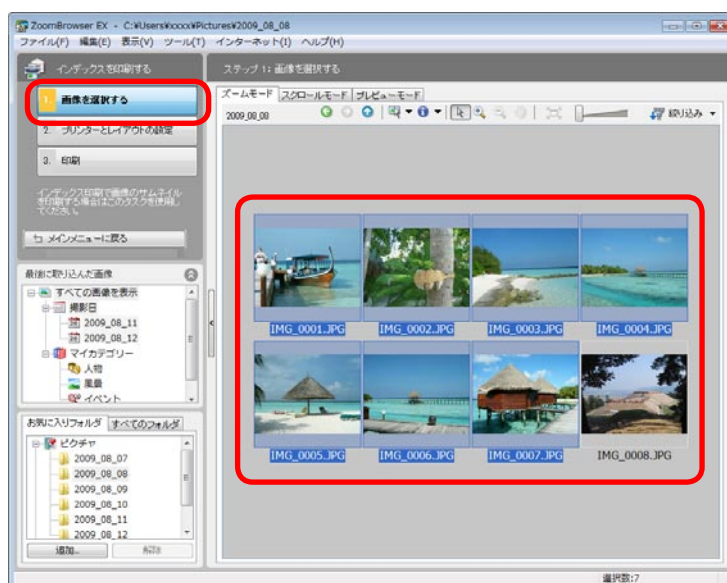 ZoomBrowser EX - C:¥Users¥xxxx¥Pictures¥2009_08_08
ファイル(F) 編集(E) 表示(V) ツール(T) インターネット(I) ヘルプ(H)
インデックスを印刷する
ステップ 1: 画像を選択する
1. 画像を選択する
2. プリンターとレイアウトの設定
3. 印刷
インデックス印刷で画像のサムネイル
を印刷する場合はこのタスクを使用し
てください。
メインメニューに戻る
ズームモード スクロールモード プレビューモード
2009_08_08
絞り込み
IMG_0001.JPG IMG_0002.JPG IMG_0003.JPG IMG_0004.JPG
IMG_0005.JPG IMG_0006.JPG IMG_0007.JPG IMG_0008.JPG
最後に取り込んだ画像
すべての画像を表示
撮影日
2009_08_11
2009_08_12
マイカテゴリー
人物
風景
イベント
お気に入りフォルダ すべてのフォルダ
ピクチャ
2009_08_07
2009_08_08
2009_08_09
2009_08_10
2009_08_11
2009_08_12
追加... 解除
選択数:7